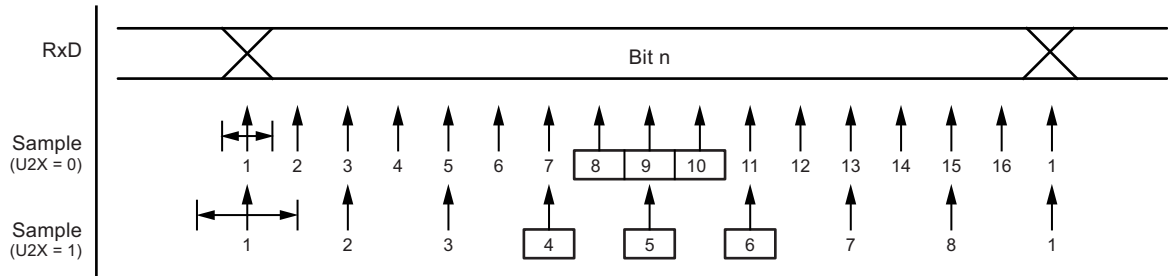 RxD
Bit n
Sample
(U2X = 0)
1 2 3 4 5 6 7 8 9 10 11 12 13 14 15 16 1
Sample
(U2X = 1)
1 2 3 4 5 6 7 8 1